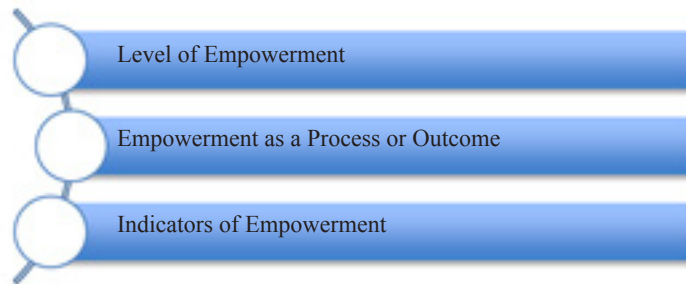 Level of Empowerment
Empowerment as a Process or Outcome
Indicators of Empowerment